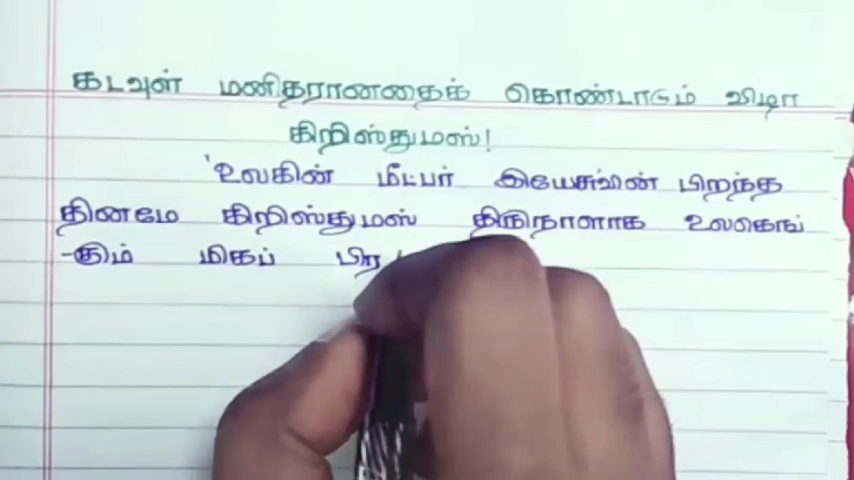 கடவுள் மனிதரானதைக் கொண்டாடும் விழா
கிறிஸ்துமஸ்!
'உலகின் மீட்பர் இயேசுவின் பிறந்த
தினமே கிறிஸ்துமஸ் திருநாளாக உலகெங்
-கும் மிகப் பிர